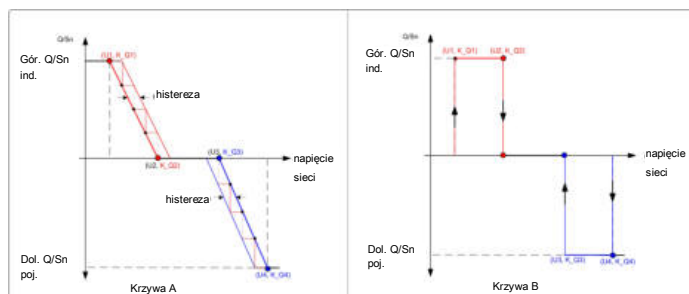 Q/Sn
(U1, K_Q1)
Gór. Q/Sn
ind.
histereza
(U3, K_Q3)
napięcie
sieci
(U2, K_Q2)
histereza
Dol. Q/Sn
poj.
(U4, K_Q4)
Krzywa A
Q/Sn
(U1, K_Q1)
(U2, K_Q2)
Gór. Q/Sn
ind.
napięcie
sieci
Dol. Q/Sn
poj.
(U3, K_Q3)
(U4, K_Q4)
Krzywa B